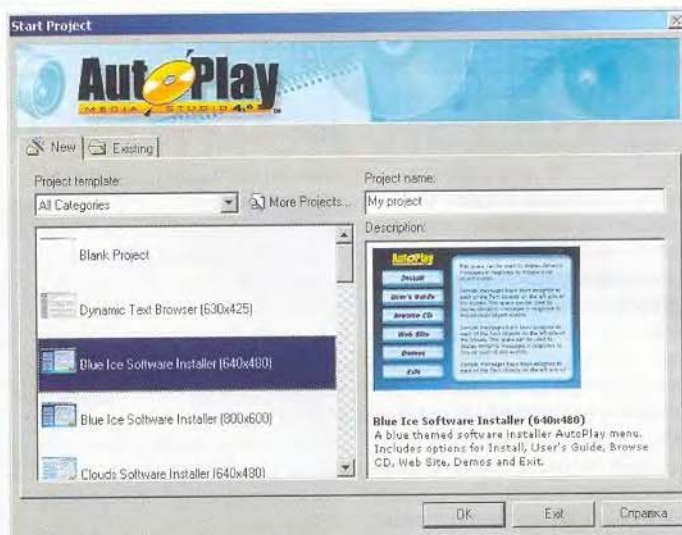 Start Project
AutoPlay
MEDIA STUDIO 4.0
New
Existing
Project template:
All Categories
More Projects...
Blank Project
Dynamic Text Browser (630x425)
Blue Ice Software Installer (640x480)
Blue Ice Software Installer (800x600)
Clouds Software Installer (640x480)
Project name:
My project
Description:
AutoPlay
Install
User's Guide
Browse CD
Web Site
Demos
Exit
Blue Ice Software Installer (640x480)
A blue themed software installer AutoPlay menu.
Includes options for Install, User's Guide, Browse
CD, Web Site, Demos and Exit.
OK
Exit
Справка